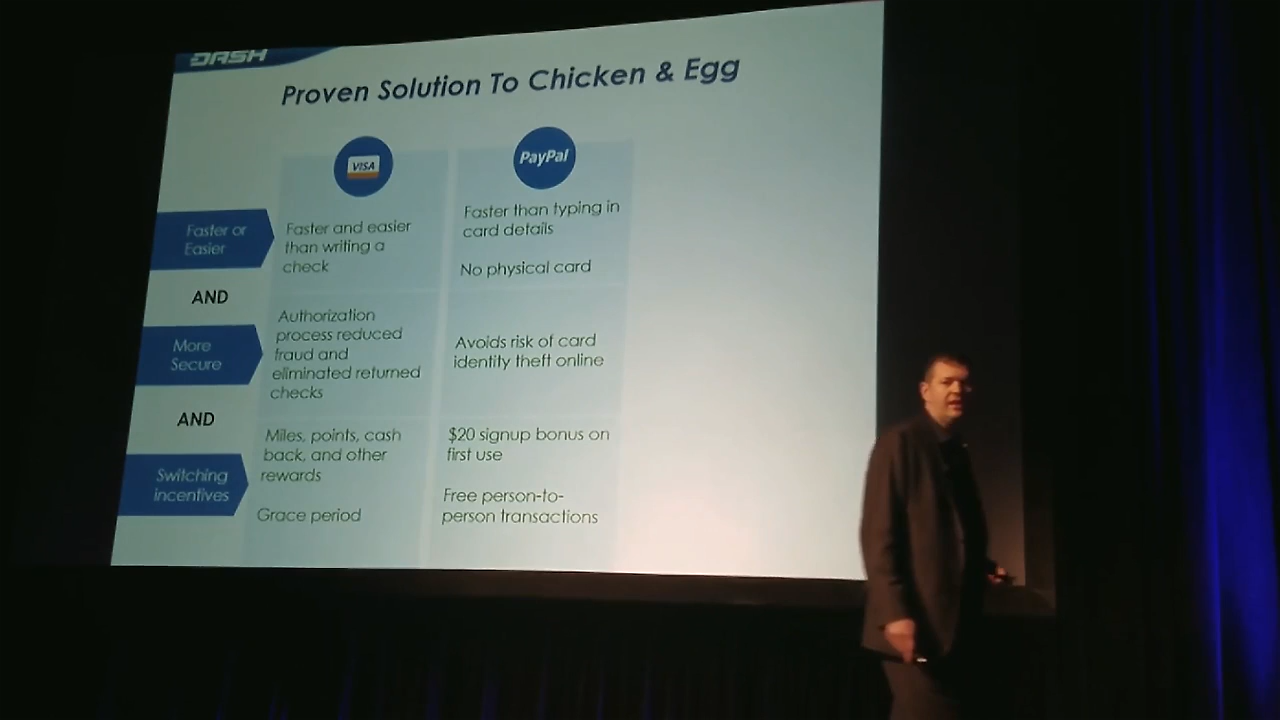 DASH
Proven Solution To Chicken & Egg
VISA
PayPal
Faster or
Easier
Faster and easier
than writing a
check
Faster than typing in
card details
No physical card
AND
More
Secure
Authorization
process reduced
fraud and
eliminated returned
checks
Avoids risk of card
identity theft online
AND
Switching
incentives
Miles, points, cash
back, and other
rewards
Grace period
$20 signup bonus on
first use
Free person-to-
person transactions